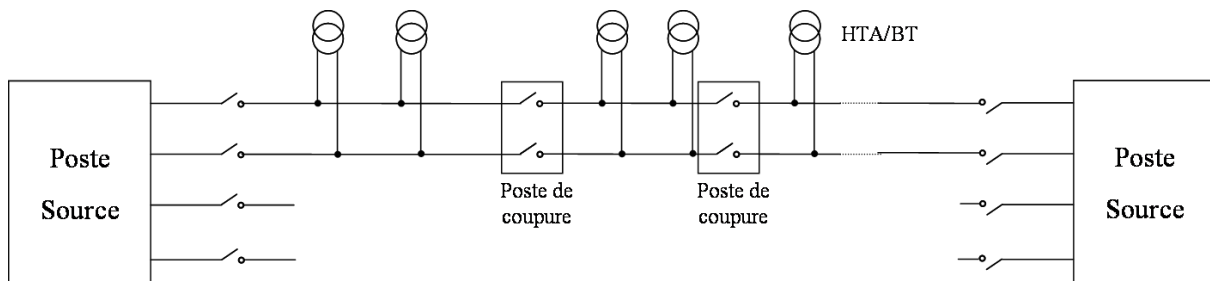 HTA/BT
Poste
Source
Poste de
coupure
Poste de
coupure
Poste
Source